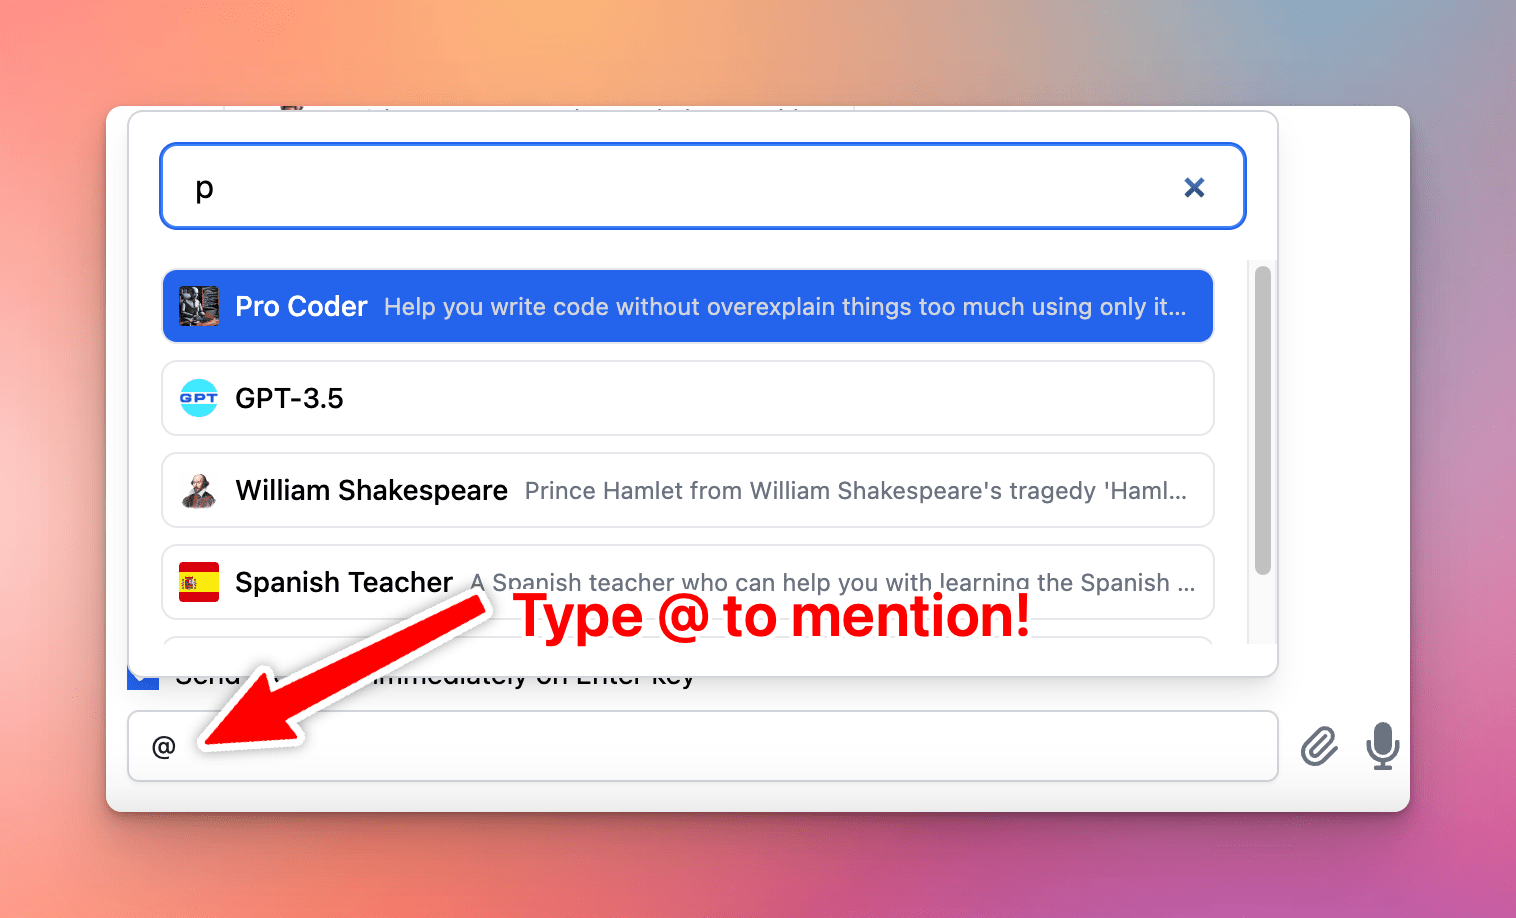 p
Pro Coder Help you write code without overexplain things too much using only it...
GPT GPT-3.5
William Shakespeare Prince Hamlet from William Shakespeare's tragedy 'Haml...
Spanish Teacher A Spanish teacher who can help you with learning the Spanish ...
Type @ to mention!
Send immediately on Enter key
@